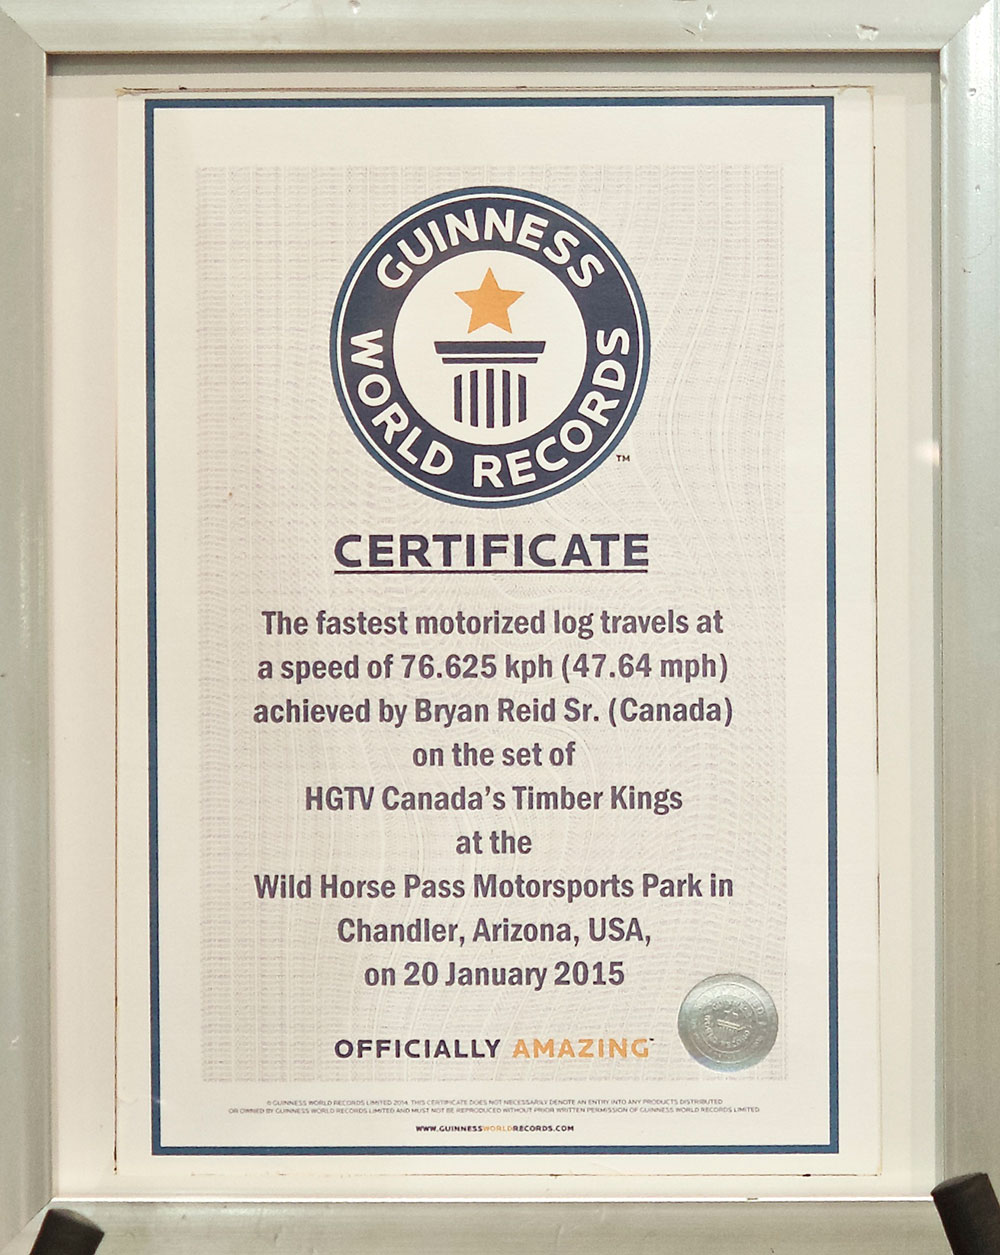 GUINNESS
WORLD RECORDS
™
CERTIFICATE
The fastest motorized log travels at
a speed of 76.625 kph (47.64 mph)
achieved by Bryan Reid Sr. (Canada)
on the set of
HGTV Canada's Timber Kings
at the
Wild Horse Pass Motorsports Park in
Chandler, Arizona, USA,
on 20 January 2015
OFFICIALLY AMAZING™
© GUINNESS WORLD RECORDS LIMITED 2014. THIS CERTIFICATE DOES NOT NECESSARILY DENOTE AN ENTRY INTO ANY PRODUCTS DISTRIBUTED
OR OWNED BY GUINNESS WORLD RECORDS LIMITED AND MUST NOT BE REPRODUCED WITHOUT PRIOR WRITTEN PERMISSION OF GUINNESS WORLD RECORDS LIMITED
WWW.GUINNESSWORLDRECORDS.COM